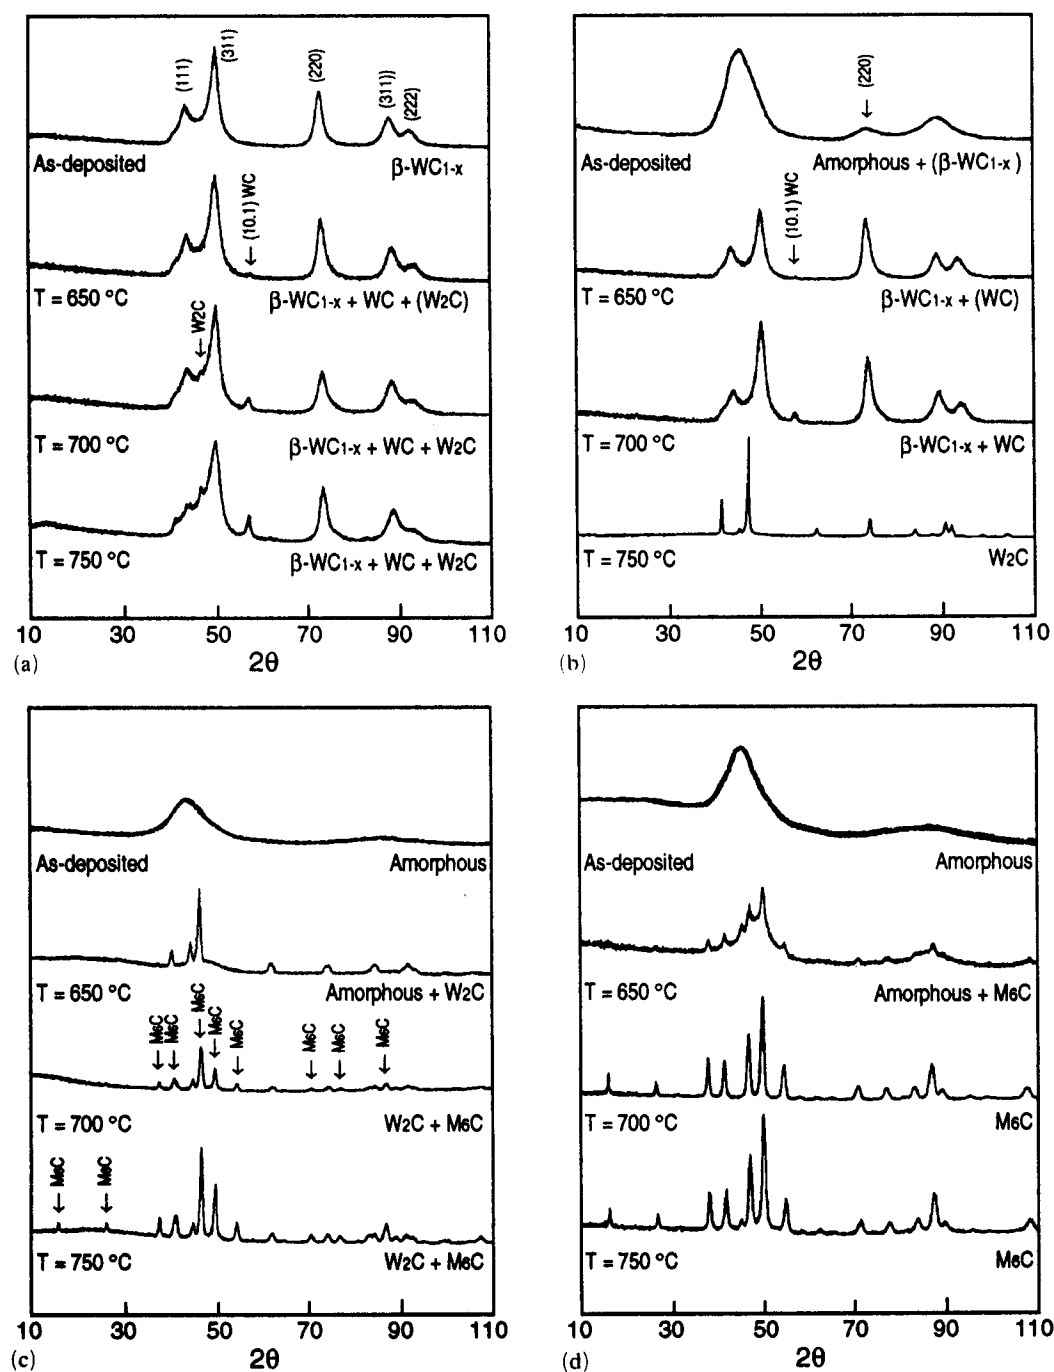 (111)
(311)
(220)
(311))
(222)
As-deposited
β-WC1-x
(10.1) WC
T = 650 °C
β-WC1-x + WC + (W2C)
W2C
T = 700 °C
β-WC1-x + WC + W2C
T = 750 °C
β-WC1-x + WC + W2C
10 30 50 70 90 110
(a) 2θ
(220)
As-deposited
Amorphous + (β-WC1-x )
(10.1) WC
T = 650 °C
β-WC1-x + (WC)
T = 700 °C
β-WC1-x + WC
T = 750 °C
W2C
10 30 50 70 90 110
(b) 2θ
As-deposited
Amorphous
T = 650 °C
Amorphous + W2C
M6C
M6C
M6C
M6C
M6C
M6C
M6C
M6C
T = 700 °C
W2C + M6C
M6C
M6C
T = 750 °C
W2C + M6C
10 30 50 70 90 110
(c) 2θ
As-deposited
Amorphous
T = 650 °C
Amorphous + M6C
T = 700 °C
M6C
T = 750 °C
M6C
10 30 50 70 90 110
(d) 2θ